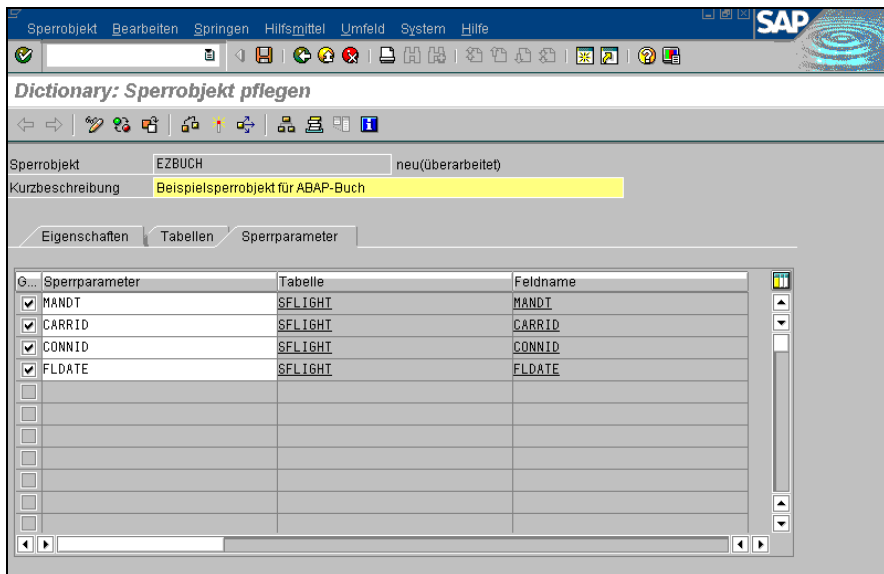 Sperrobjekt Bearbeiten Springen Hilfsmittel Umfeld System Hilfe
SAP
Dictionary: Sperrobjekt pflegen
Sperrobjekt EZBUCH neu(überarbeitet)
Kurzbeschreibung Beispielsperrobjekt für ABAP-Buch
Eigenschaften Tabellen Sperrparameter
G... Sperrparameter Tabelle Feldname
MANDT SFLIGHT MANDT
CARRID SFLIGHT CARRID
CONNID SFLIGHT CONNID
FLDATE SFLIGHT FLDATE